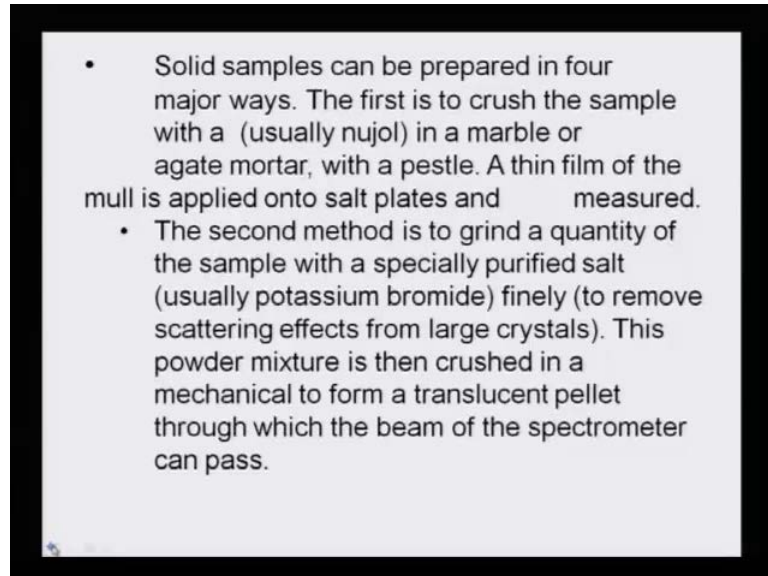 • Solid samples can be prepared in four
major ways. The first is to crush the sample
with a (usually nujol) in a marble or
agate mortar, with a pestle. A thin film of the
mull is applied onto salt plates and measured.
• The second method is to grind a quantity of
the sample with a specially purified salt
(usually potassium bromide) finely (to remove
scattering effects from large crystals). This
powder mixture is then crushed in a
mechanical to form a translucent pellet
through which the beam of the spectrometer
can pass.